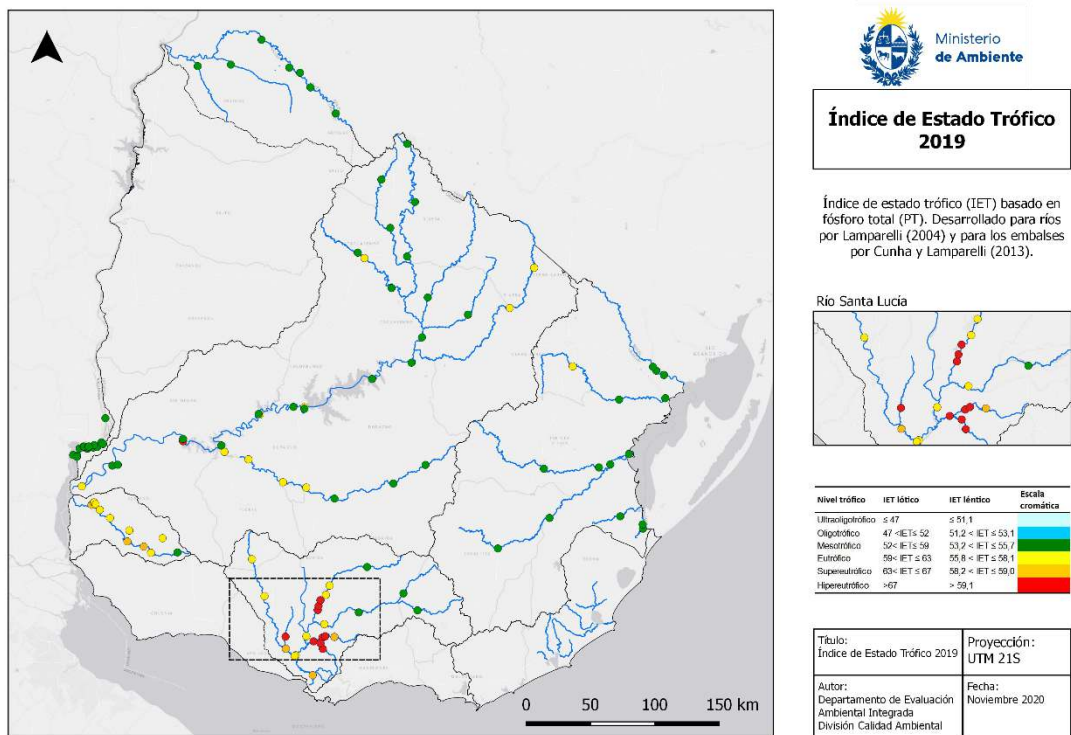 Ministerio
de Ambiente
Índice de Estado Trófico
2019
Índice de estado trófico (IET) basado en
fósforo total (PT). Desarrollado para ríos
por Lamparelli (2004) y para los embalses
por Cunha y Lamparelli (2013).
Río Santa Lucía
Nivel trófico IET lótico IET léntico Escala
cromática
Ultraoligotrófico ≤ 47 ≤ 51,1
Oligotrófico 47 <IET≤ 52 51,2 < IET ≤ 53,1
Mesotrófico 52 <IET≤ 59 53,2 < IET ≤ 55,7
Eutrófico 59< IET ≤ 63 55,8 < IET ≤ 58,1
Supereutrófico 63< IET ≤ 67 58,2 < IET ≤ 59,0
Hipereutrófico >67 > 59,1
0 50 100 150 km
Título:
Índice de Estado Trófico 2019
Proyección:
UTM 21S
Autor:
Departamento de Evaluación
Ambiental Integrada
División Calidad Ambiental
Fecha:
Noviembre 2020